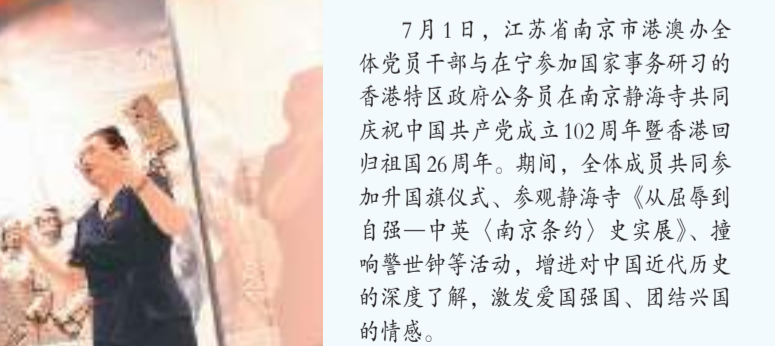 7月1日，江苏省南京市港澳办全
体党员干部与在宁参加国家事务研习的
香港特区政府公务员在南京静海寺共同
庆祝中国共产党成立102周年暨香港回
归祖国26周年。期间，全体成员共同参
加升国旗仪式、参观静海寺《从屈辱到
自强—中英〈南京条约〉史实展》、撞
响警世钟等活动，增进对中国近代历史
的深度了解，激发爱国强国、团结兴国
的情感。